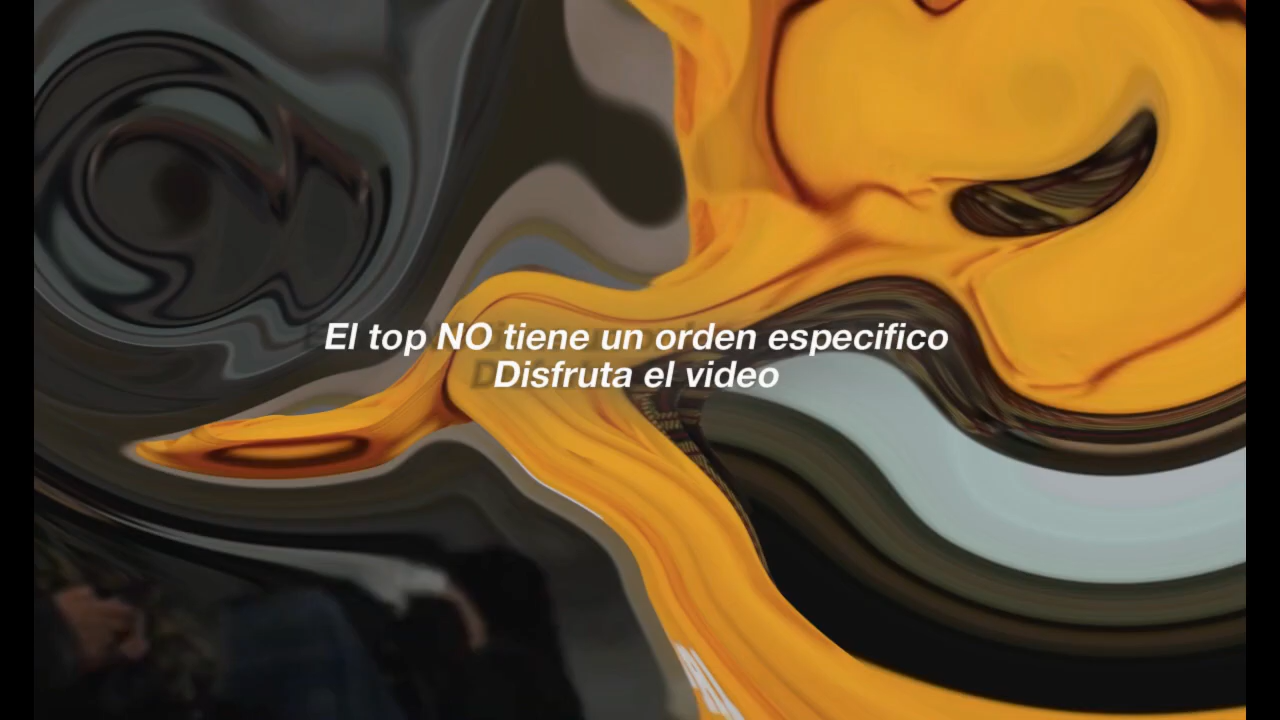 El top NO tiene un orden especifico
Disfruta el video